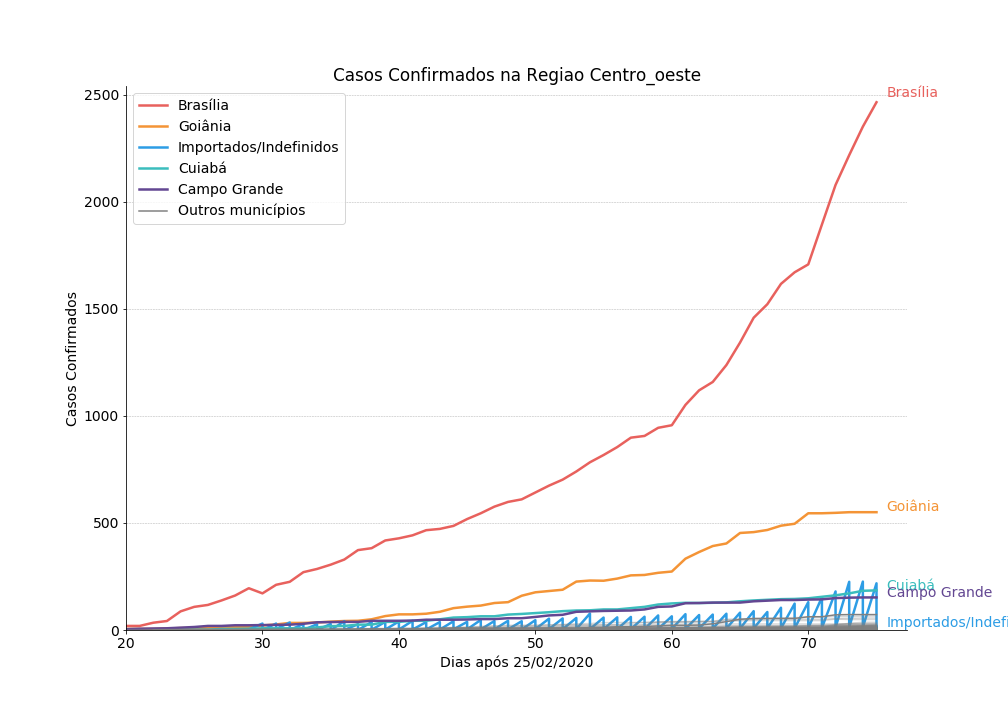 Casos Confirmados na Regiao Centro_oeste
Brasília
Goiânia
Importados/Indefinidos
Cuiabá
Campo Grande
Outros municípios
Casos Confirmados
2500
2000
1500
1000
500
0
20
30
40
50
60
70
Dias após 25/02/2020
Brasília
Goiânia
Cuiabá
Campo Grande
Importados/Indefi